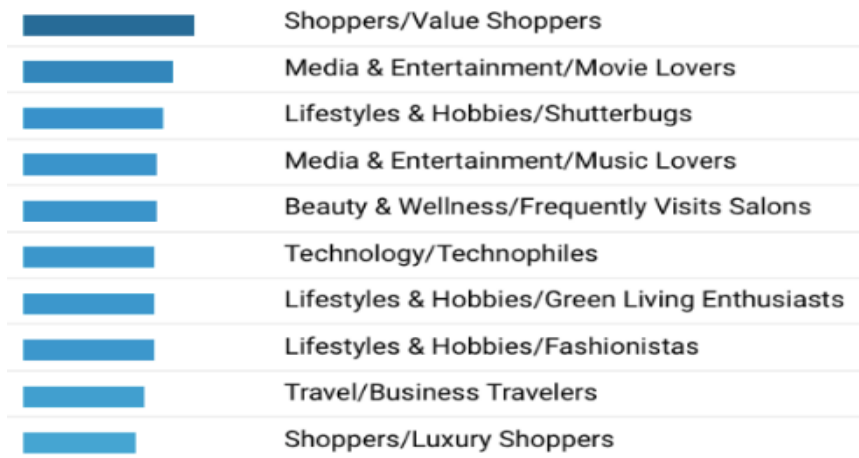 Shoppers/Value Shoppers
Media & Entertainment/Movie Lovers
Lifestyles & Hobbies/Shutterbugs
Media & Entertainment/Music Lovers
Beauty & Wellness/Frequently Visits Salons
Technology/Technophiles
Lifestyles & Hobbies/Green Living Enthusiasts
Lifestyles & Hobbies/Fashionistas
Travel/Business Travelers
Shoppers/Luxury Shoppers